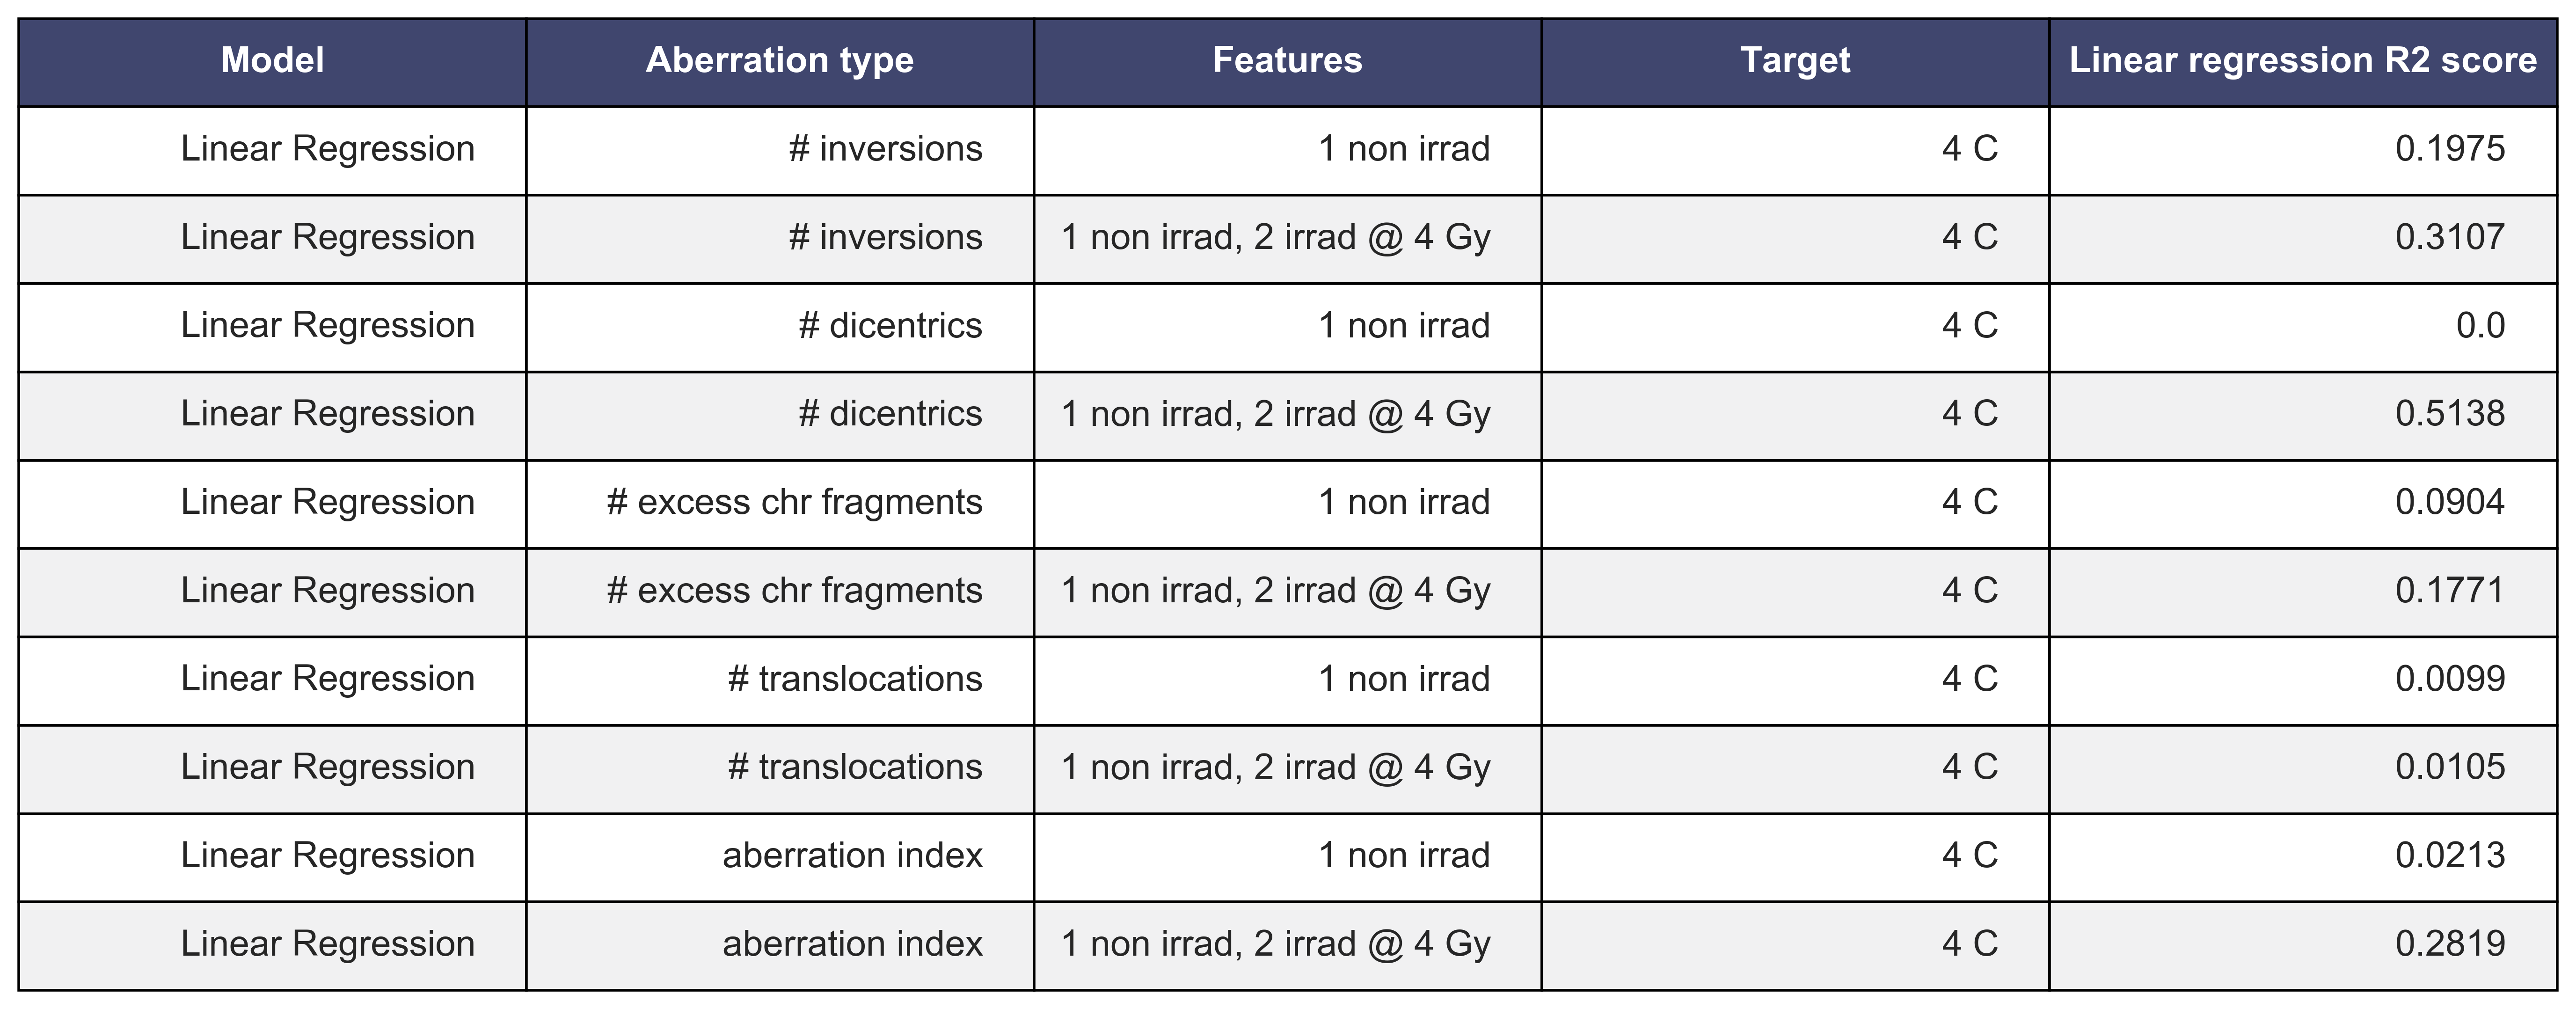 Model Aberration type Features Target Linear regression R2 score
Linear Regression # inversions 1 non irrad 4 C 0.1975
Linear Regression # inversions 1 non irrad, 2 irrad @ 4 Gy 4 C 0.3107
Linear Regression # dicentrics 1 non irrad 4 C 0.0
Linear Regression # dicentrics 1 non irrad, 2 irrad @ 4 Gy 4 C 0.5138
Linear Regression # excess chr fragments 1 non irrad 4 C 0.0904
Linear Regression # excess chr fragments 1 non irrad, 2 irrad @ 4 Gy 4 C 0.1771
Linear Regression # translocations 1 non irrad 4 C 0.0099
Linear Regression # translocations 1 non irrad, 2 irrad @ 4 Gy 4 C 0.0105
Linear Regression aberration index 1 non irrad 4 C 0.0213
Linear Regression aberration index 1 non irrad, 2 irrad @ 4 Gy 4 C 0.2819